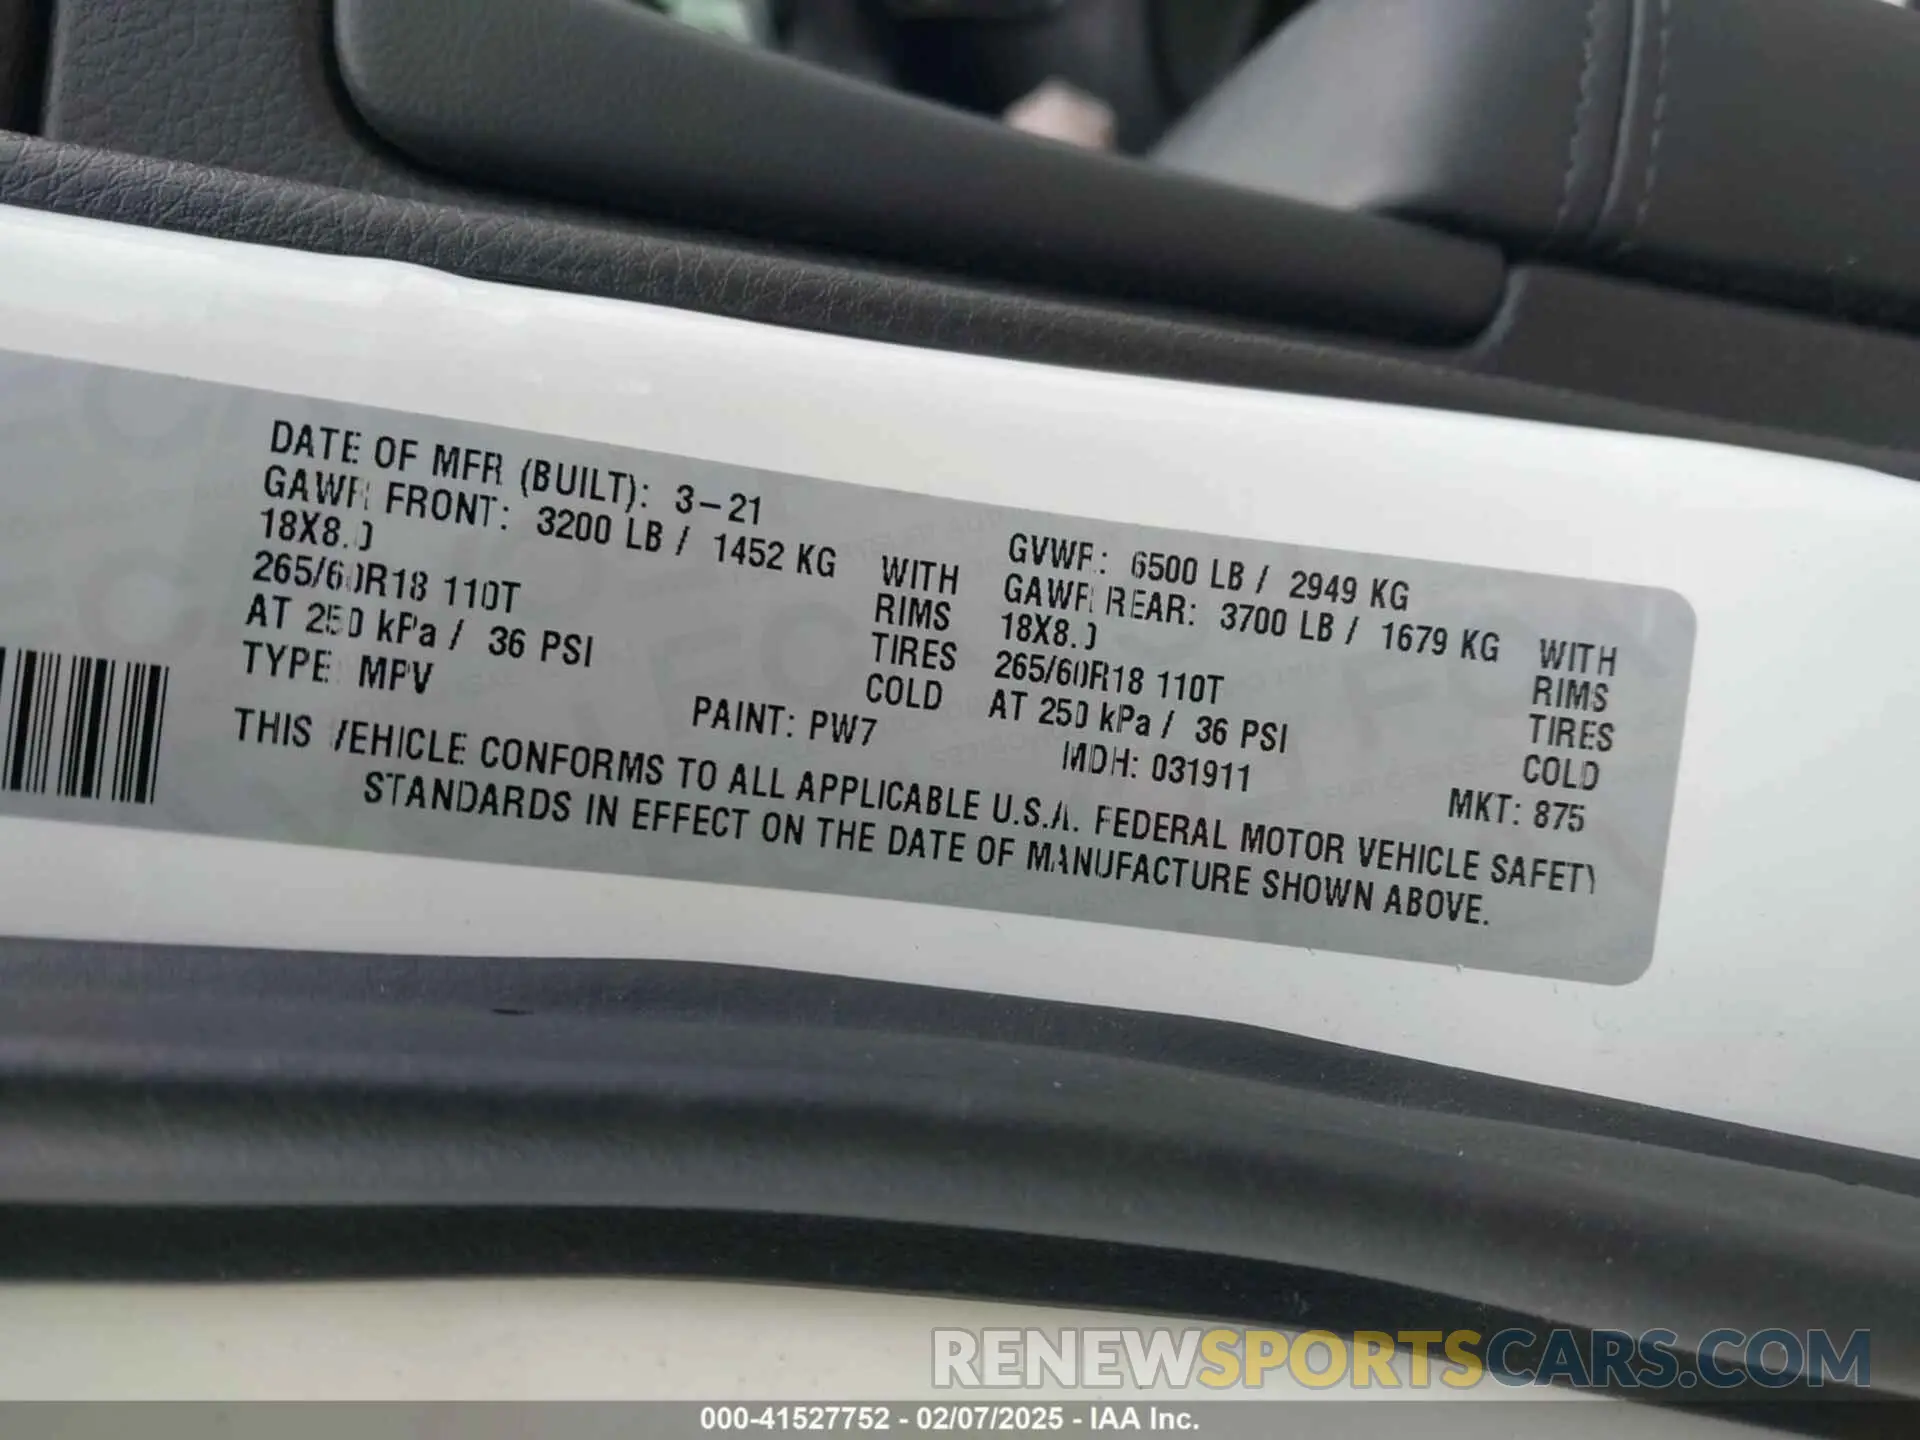 DATE OF MFR (BUILT): 3-21
GAWR FRONT: 3200 LB / 1452 KG WITH
18X8.0 RIMS
265/60R18 110T TIRES
AT 250 kPa / 36 PSI COLD
TYPE: MPV PAINT: PW7
GVWR: 6500 LB / 2949 KG
GAWR REAR: 3700 LB / 1679 KG WITH
18X8.0 RIMS
265/60R18 110T TIRES
AT 250 kPa / 36 PSI COLD
MDH: 031911 MKT: 875
THIS VEHICLE CONFORMS TO ALL APPLICABLE U.S.A. FEDERAL MOTOR VEHICLE SAFETY
STANDARDS IN EFFECT ON THE DATE OF MANUFACTURE SHOWN ABOVE.
RENEWSPORTSCARS.COM
000-41527752 - 02/07/2025 - IAA Inc.